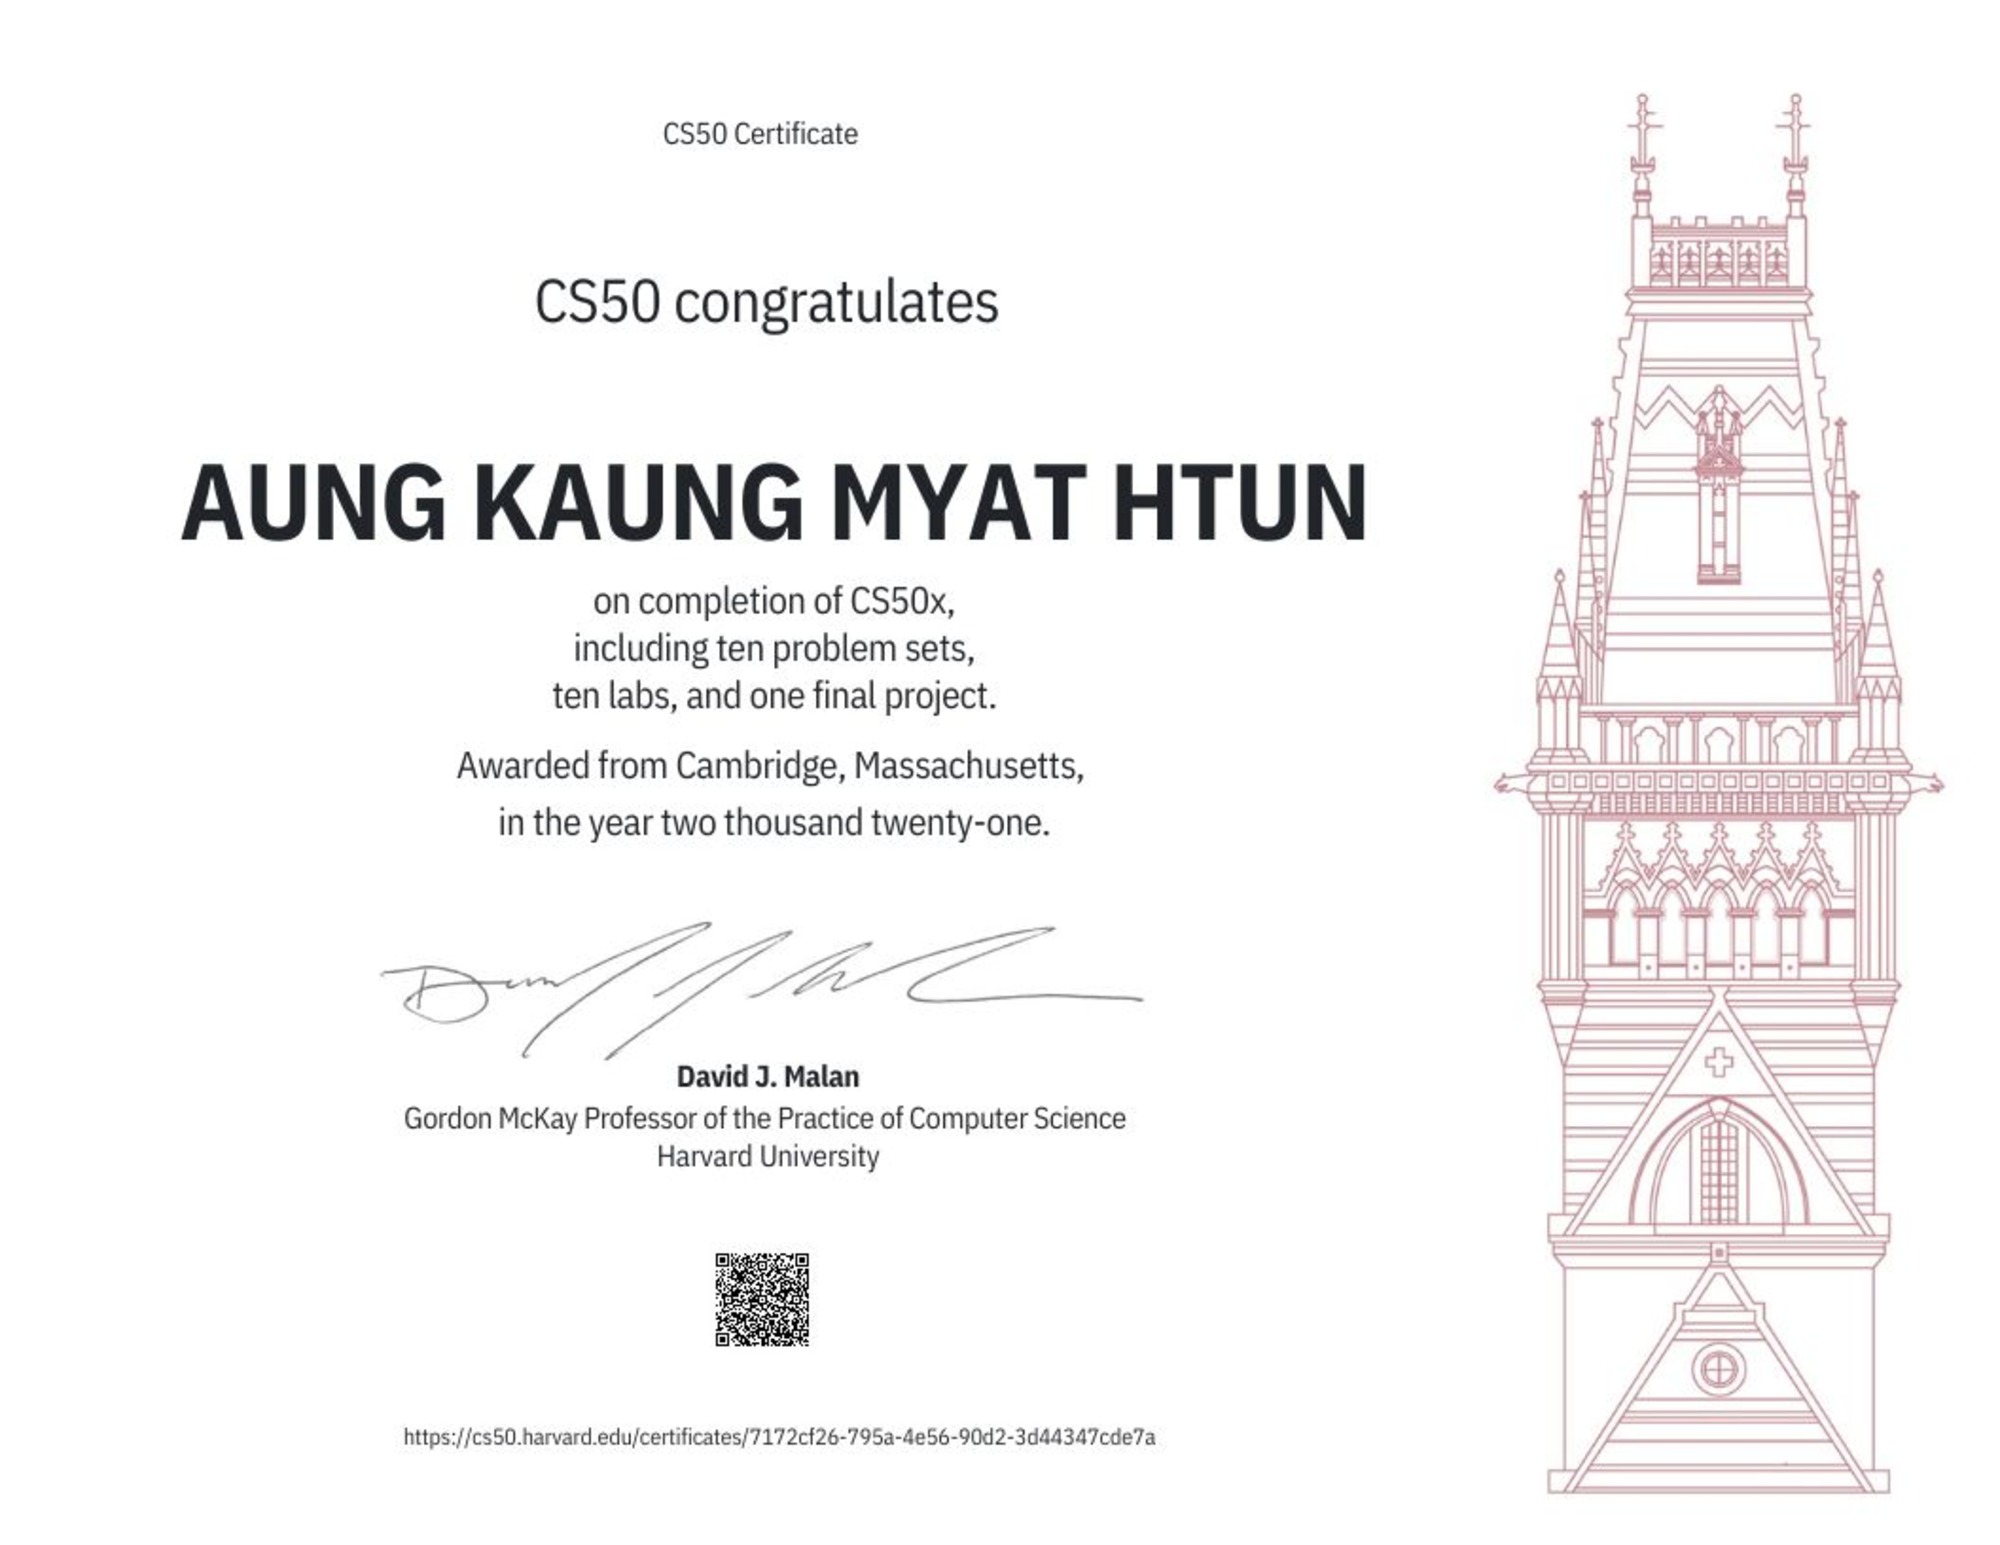 CS50 Certificate
CS50 congratulates
AUNG KAUNG MYAT HTUN
on completion of CS50x,
including ten problem sets,
ten labs, and one final project.
Awarded from Cambridge, Massachusetts,
in the year two thousand twenty-one.
David J. Malan
Gordon McKay Professor of the Practice of Computer Science
Harvard University
https://cs50.harvard.edu/certificates/7172cf26-795a-4e56-90d2-3d44347cde7a